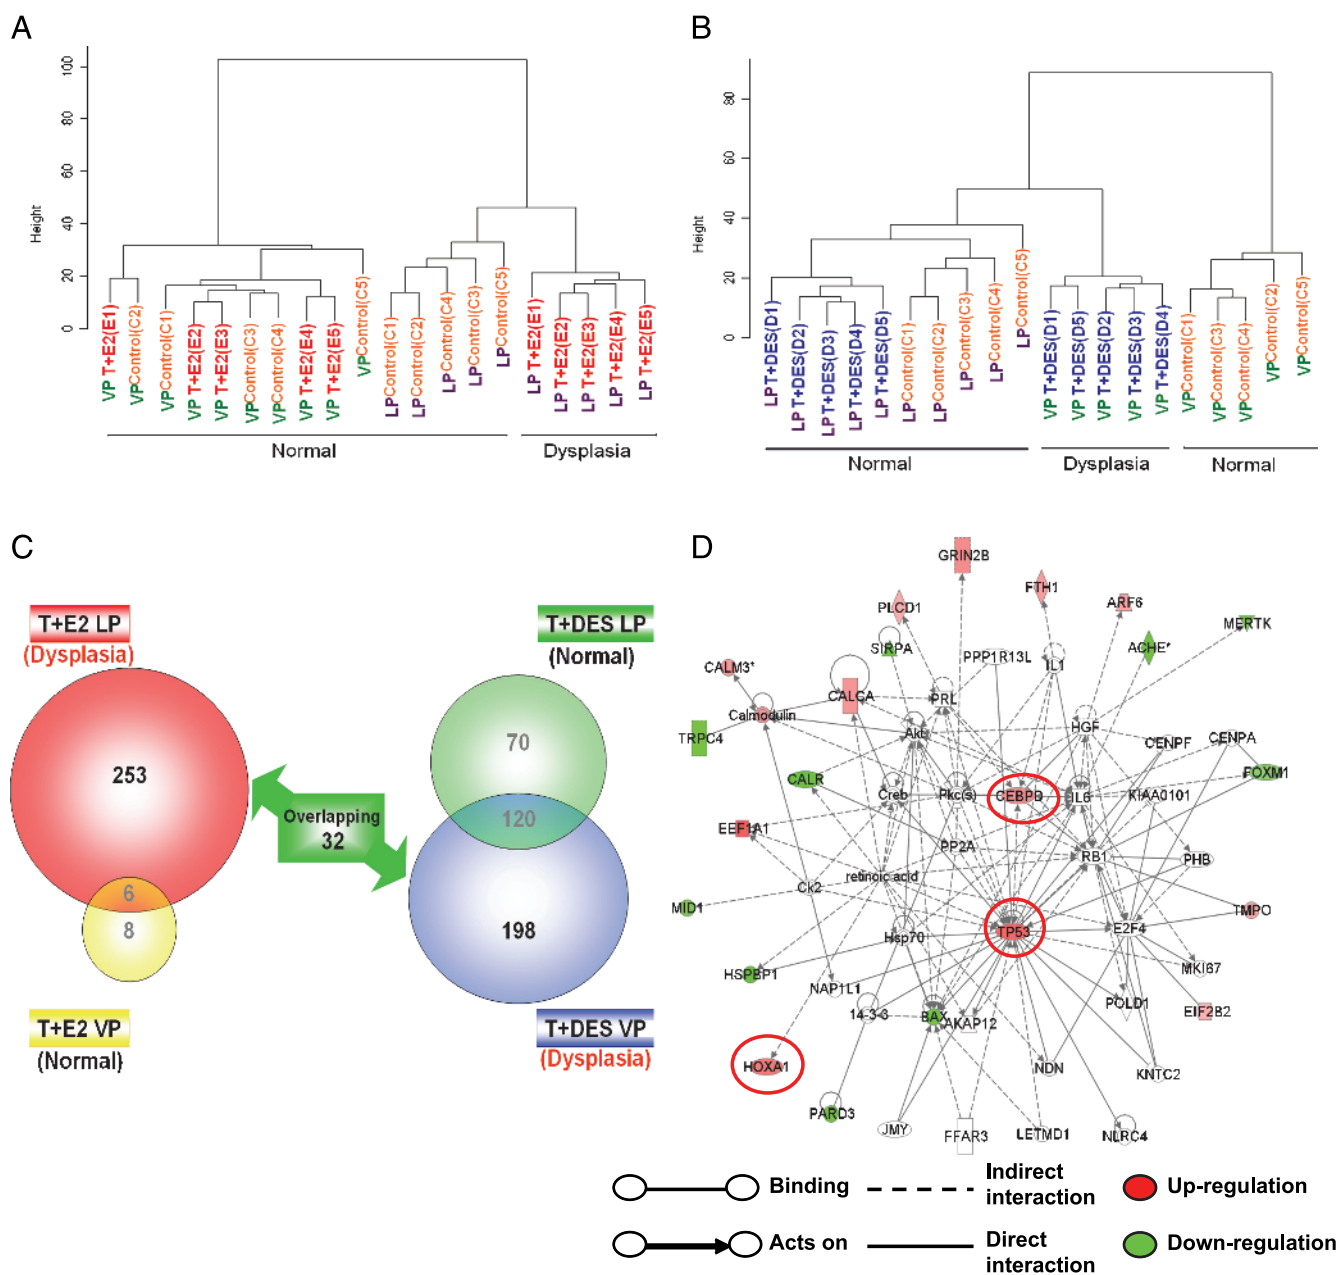 A
Height
0
20
40
60
80
100
VP T+E2(E1)
VPControl(C2)
VPControl(C1)
VP T+E2(E2)
VP T+E2(E3)
VPControl(C3)
VPControl(C4)
VP T+E2(E4)
VP T+E2(E5)
VPControl(C5)
LPControl(C1)
LPControl(C2)
LPControl(C4)
LPControl(C3)
LPControl(C5)
LP T+E2(E1)
LP T+E2(E2)
LP T+E2(E3)
LP T+E2(E4)
LP T+E2(E5)
Normal
Dysplasia
B
Height
0
20
40
60
80
LP T+DES(D1)
LP T+DES(D2)
LP T+DES(D3)
LP T+DES(D4)
LP T+DES(D5)
LPControl(C1)
LPControl(C2)
LPControl(C3)
LPControl(C4)
LPControl(C5)
VP T+DES(D1)
VP T+DES(D5)
VP T+DES(D2)
VP T+DES(D3)
VP T+DES(D4)
VPControl(C1)
VPControl(C3)
VPControl(C4)
VPControl(C2)
VPControl(C5)
Normal
Dysplasia
Normal
C
T+E2 LP
(Dysplasia)
253
6
8
T+E2 VP
(Normal)
Overlapping
32
T+DES LP
(Normal)
70
120
198
T+DES VP
(Dysplasia)
D
GRIN2B
FTH1
PLCD1
ARF6
MERTK
SIRPA
ACHE*
PPP1R13L
IL1
CALM3*
CALCA
PRL
Calmodulin
HGF
Akt
TRPC4
CENPF
CENPA
CALR
FOXM1
Creb
Pkc(s)
CEBPD
IL6
KIAA0101
EEF1A1
PP2A
RB1
PHB
retinoic acid
Ck2
MID1
TMPO
TP53
E2F4
Hsp70
HSPBP1
MKI67
NAP1L1
POLD1
EIF2B2
14-3-3
BAX
AKAP12
HOXA1
NDN
KNTC2
PARD3
JMY
FFAR3
LETMD1
NLRC4
Binding
Indirect
interaction
Up-regulation
Acts on
Direct
interaction
Down-regulation